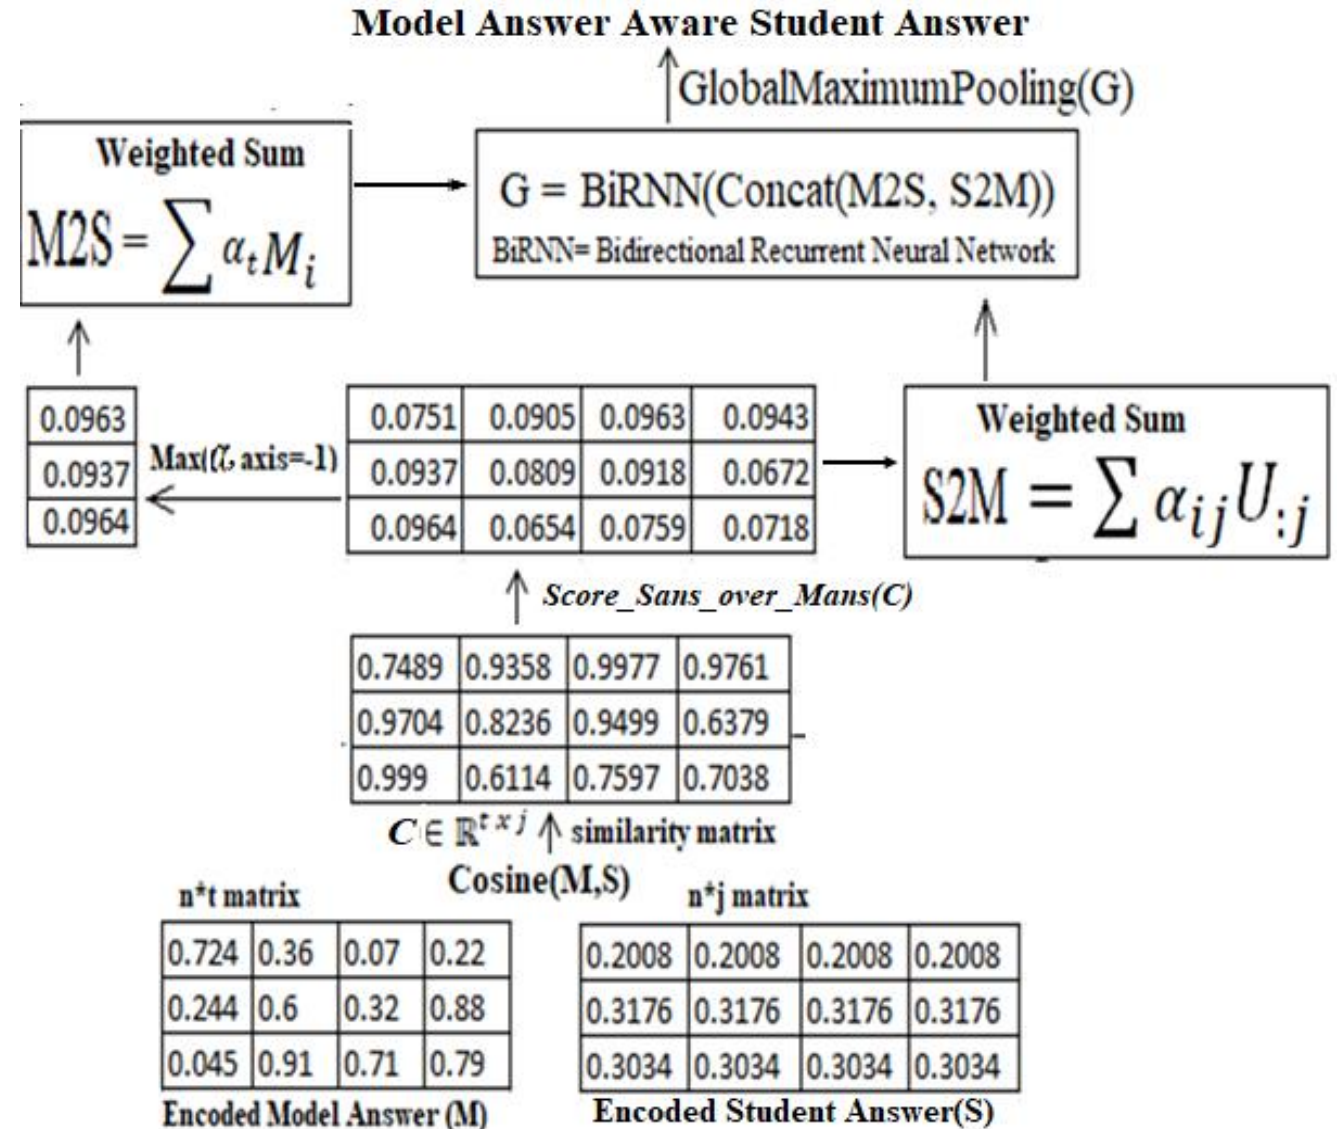 Model Answer Aware Student Answer
GlobalMaximumPooling(G)
Weighted Sum
M2S = ∑ α_t M_i
G = BiRNN(Concat(M2S, S2M))
BiRNN= Bidirectional Recurrent Neural Network
0.0963
0.0937
0.0964
Max(ᾱ, axis=-1)
0.0751 0.0905 0.0963 0.0943
0.0937 0.0809 0.0918 0.0672
0.0964 0.0654 0.0759 0.0718
Weighted Sum
S2M = ∑ α_{ij} U_{:j}
Score_Sans_over_Mans(C)
0.7489 0.9358 0.9977 0.9761
0.9704 0.8236 0.9499 0.6379
0.999 0.6114 0.7597 0.7038
C ∈ ℝ^{t x j} similarity matrix
Cosine(M,S)
n*t matrix
0.724 0.36 0.07 0.22
0.244 0.6 0.32 0.88
0.045 0.91 0.71 0.79
Encoded Model Answer (M)
n*j matrix
0.2008 0.2008 0.2008 0.2008
0.3176 0.3176 0.3176 0.3176
0.3034 0.3034 0.3034 0.3034
Encoded Student Answer(S)